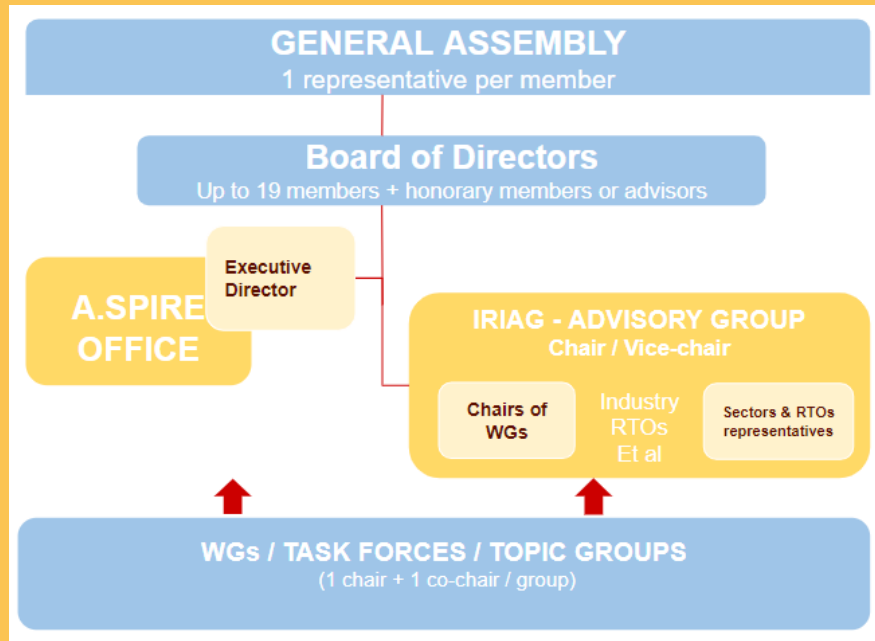 GENERAL ASSEMBLY
1 representative per member
Board of Directors
Up to 19 members + honorary members or advisors
Executive
Director
A.SPIRE
OFFICE
IRIAG - ADVISORY GROUP
Chair / Vice-chair
Chairs of
WGs
Industry
RTOs
Et al
Sectors & RTOs
representatives
WGs / TASK FORCES / TOPIC GROUPS
(1 chair + 1 co-chair / group)